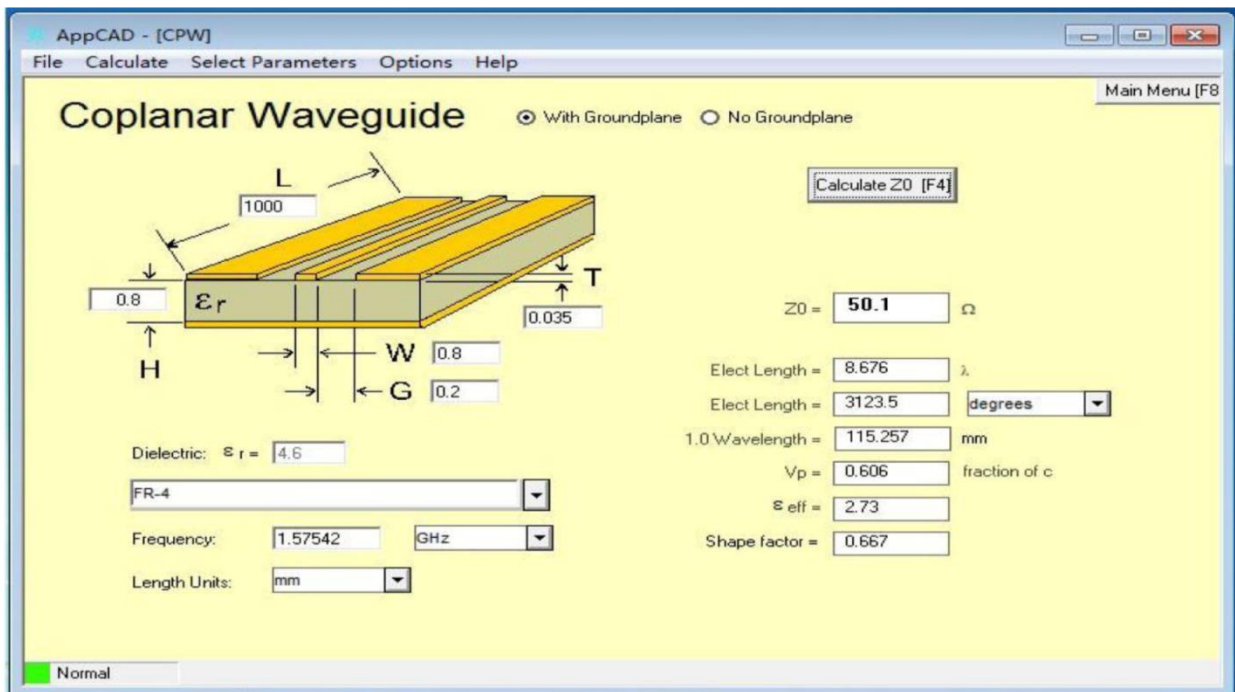 AppCAD - [CPW]
File Calculate Select Parameters Options Help
Main Menu [F8
Coplanar Waveguide
With Groundplane No Groundplane
Calculate Z0 [F4]
L
1000
0.8
εr
T
0.035
H
W 0.8
G 0.2
Z0 = 50.1 Ω
Elect Length = 8.676 λ
Elect Length = 3123.5 degrees
1.0 Wavelength = 115.257 mm
Vp = 0.606 fraction of c
ε eff = 2.73
Shape factor = 0.667
Dielectric: ε r = 4.6
FR-4
Frequency: 1.57542 GHz
Length Units: mm
Normal